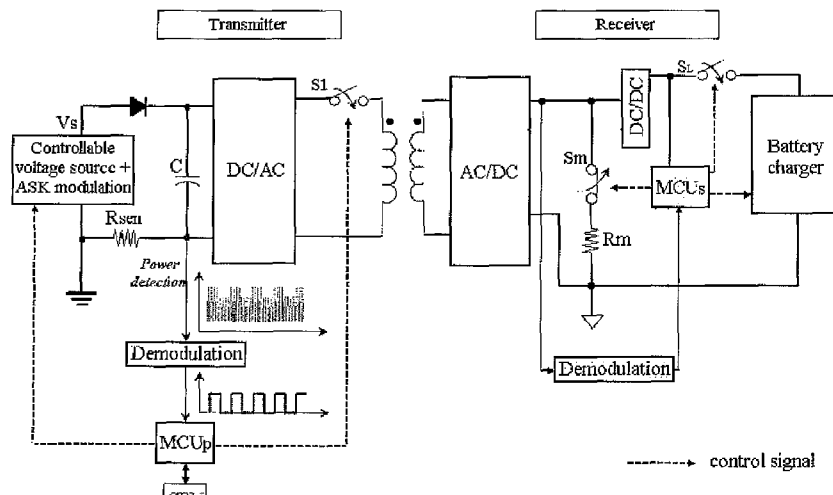 Transmitter
Receiver
S1
SL
Vs
DC/DC
Controllable
voltage source +
ASK modulation
C
DC/AC
AC/DC
Sm
MCUs
Battery
charger
Rsen
Rm
Power
detection
Demodulation
Demodulation
MCUp
control signal